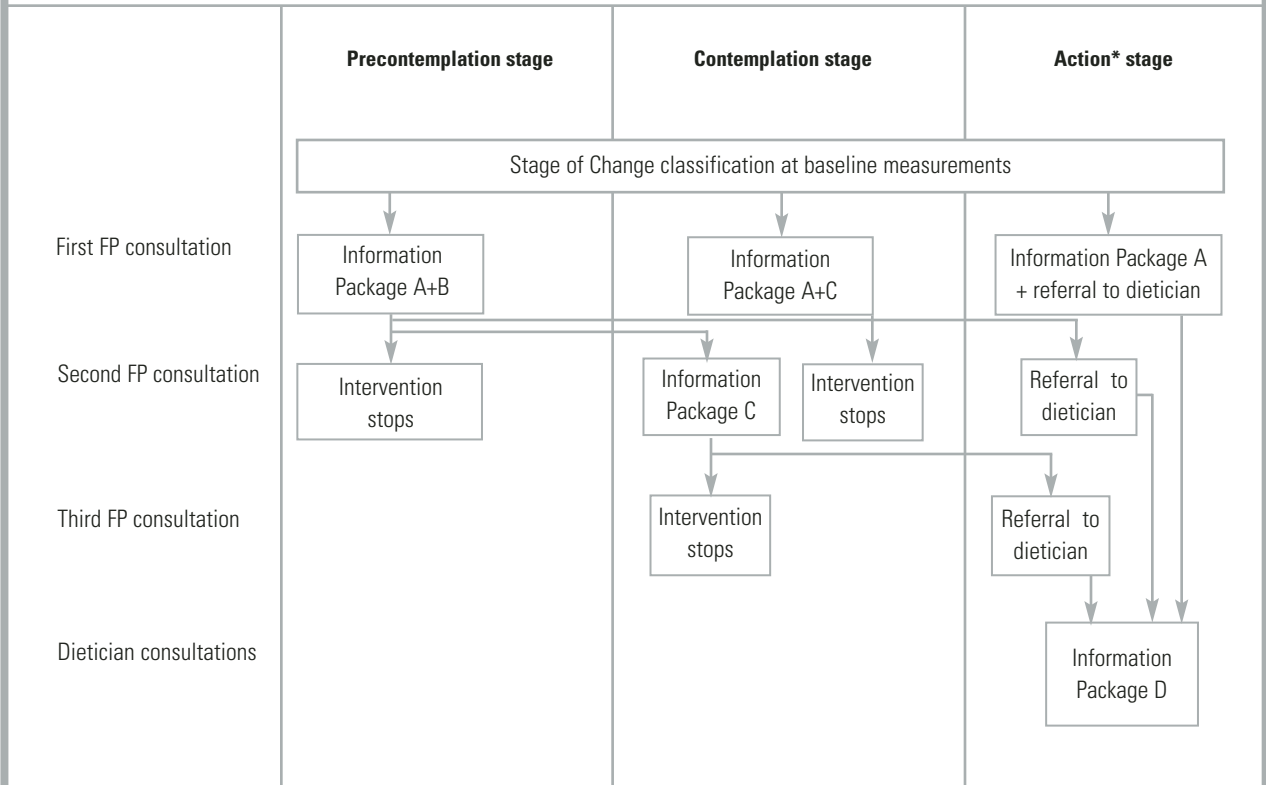 Precontemplation stage
Contemplation stage
Action* stage
Stage of Change classification at baseline measurements
First FP consultation
Information
Package A+B
Information
Package A+C
Information Package A
+ referral to dietician
Second FP consultation
Intervention
stops
Information
Package C
Intervention
stops
Referral to
dietician
Third FP consultation
Intervention
stops
Referral to
dietician
Dietician consultations
Information
Package D